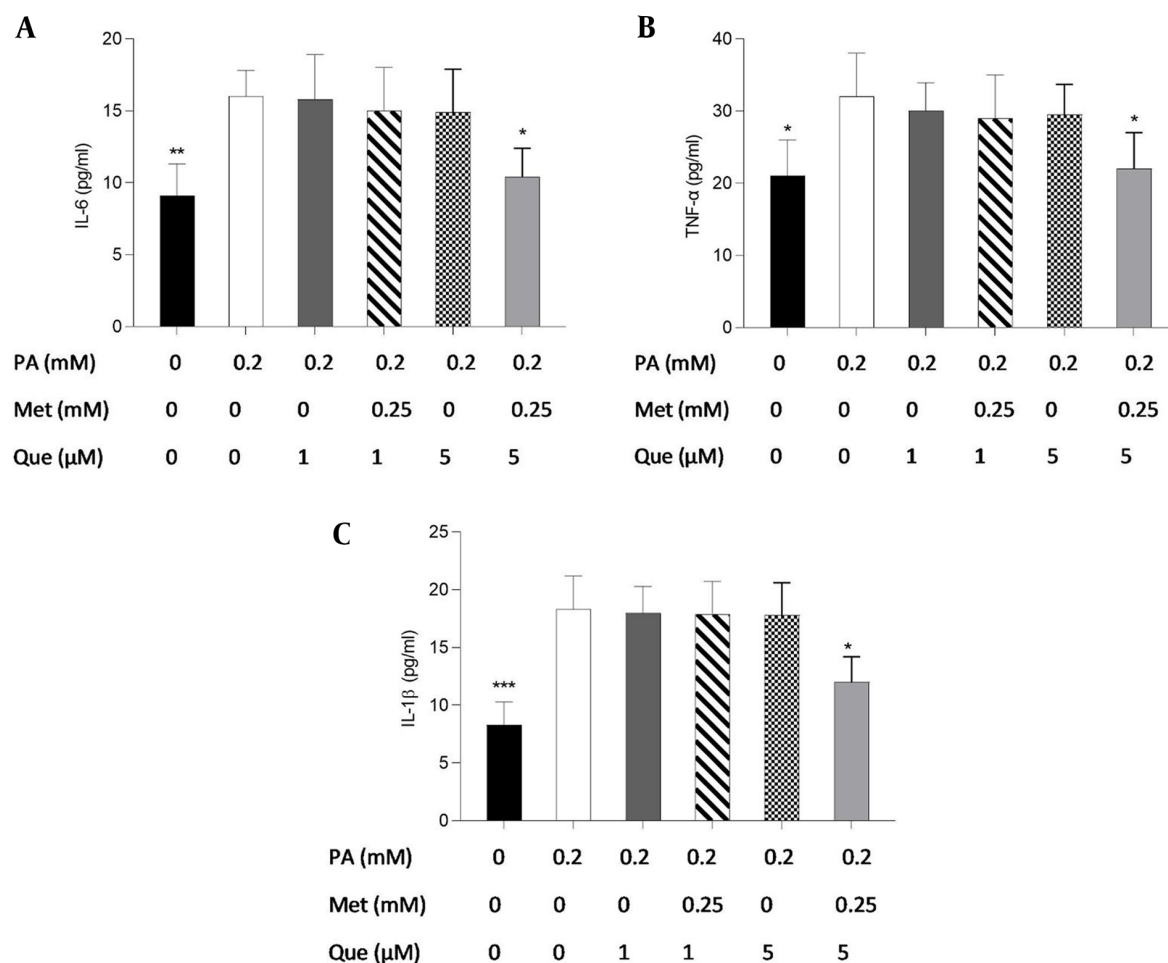 A
IL-6 (pg/ml)
20
15
10
5
0
**
*
PA (mM) 0 0.2 0.2 0.2 0.2 0.2
Met (mM) 0 0 0 0.25 0 0.25
Que (μM) 0 0 1 1 5 5
B
TNF-α (pg/ml)
40
30
20
10
0
*
*
PA (mM) 0 0.2 0.2 0.2 0.2 0.2
Met (mM) 0 0 0 0.25 0 0.25
Que (μM) 0 0 1 1 5 5
C
IL-1β (pg/ml)
25
20
15
10
5
0
***
*
PA (mM) 0 0.2 0.2 0.2 0.2 0.2
Met (mM) 0 0 0 0.25 0 0.25
Que (μM) 0 0 1 1 5 5